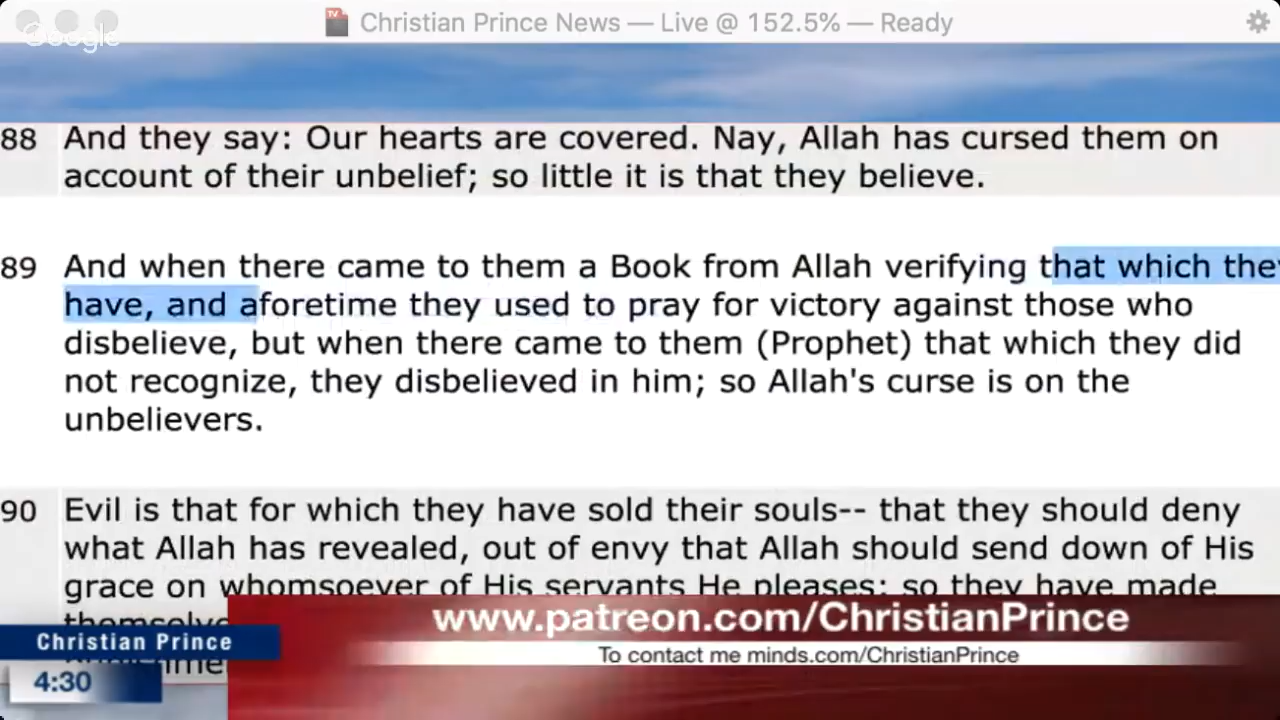 Christian Prince News — Live @ 152.5% — Ready
Google
88 And they say: Our hearts are covered. Nay, Allah has cursed them on
account of their unbelief; so little it is that they believe.
89 And when there came to them a Book from Allah verifying that which they
have, and aforetime they used to pray for victory against those who
disbelieve, but when there came to them (Prophet) that which they did
not recognize, they disbelieved in him; so Allah's curse is on the
unbelievers.
90 Evil is that for which they have sold their souls-- that they should deny
what Allah has revealed, out of envy that Allah should send down of His
grace on whomsoever of His servants He pleases; so they have made
www.patreon.com/ChristianPrince
Christian Prince
To contact me minds.com/ChristianPrince
4:30